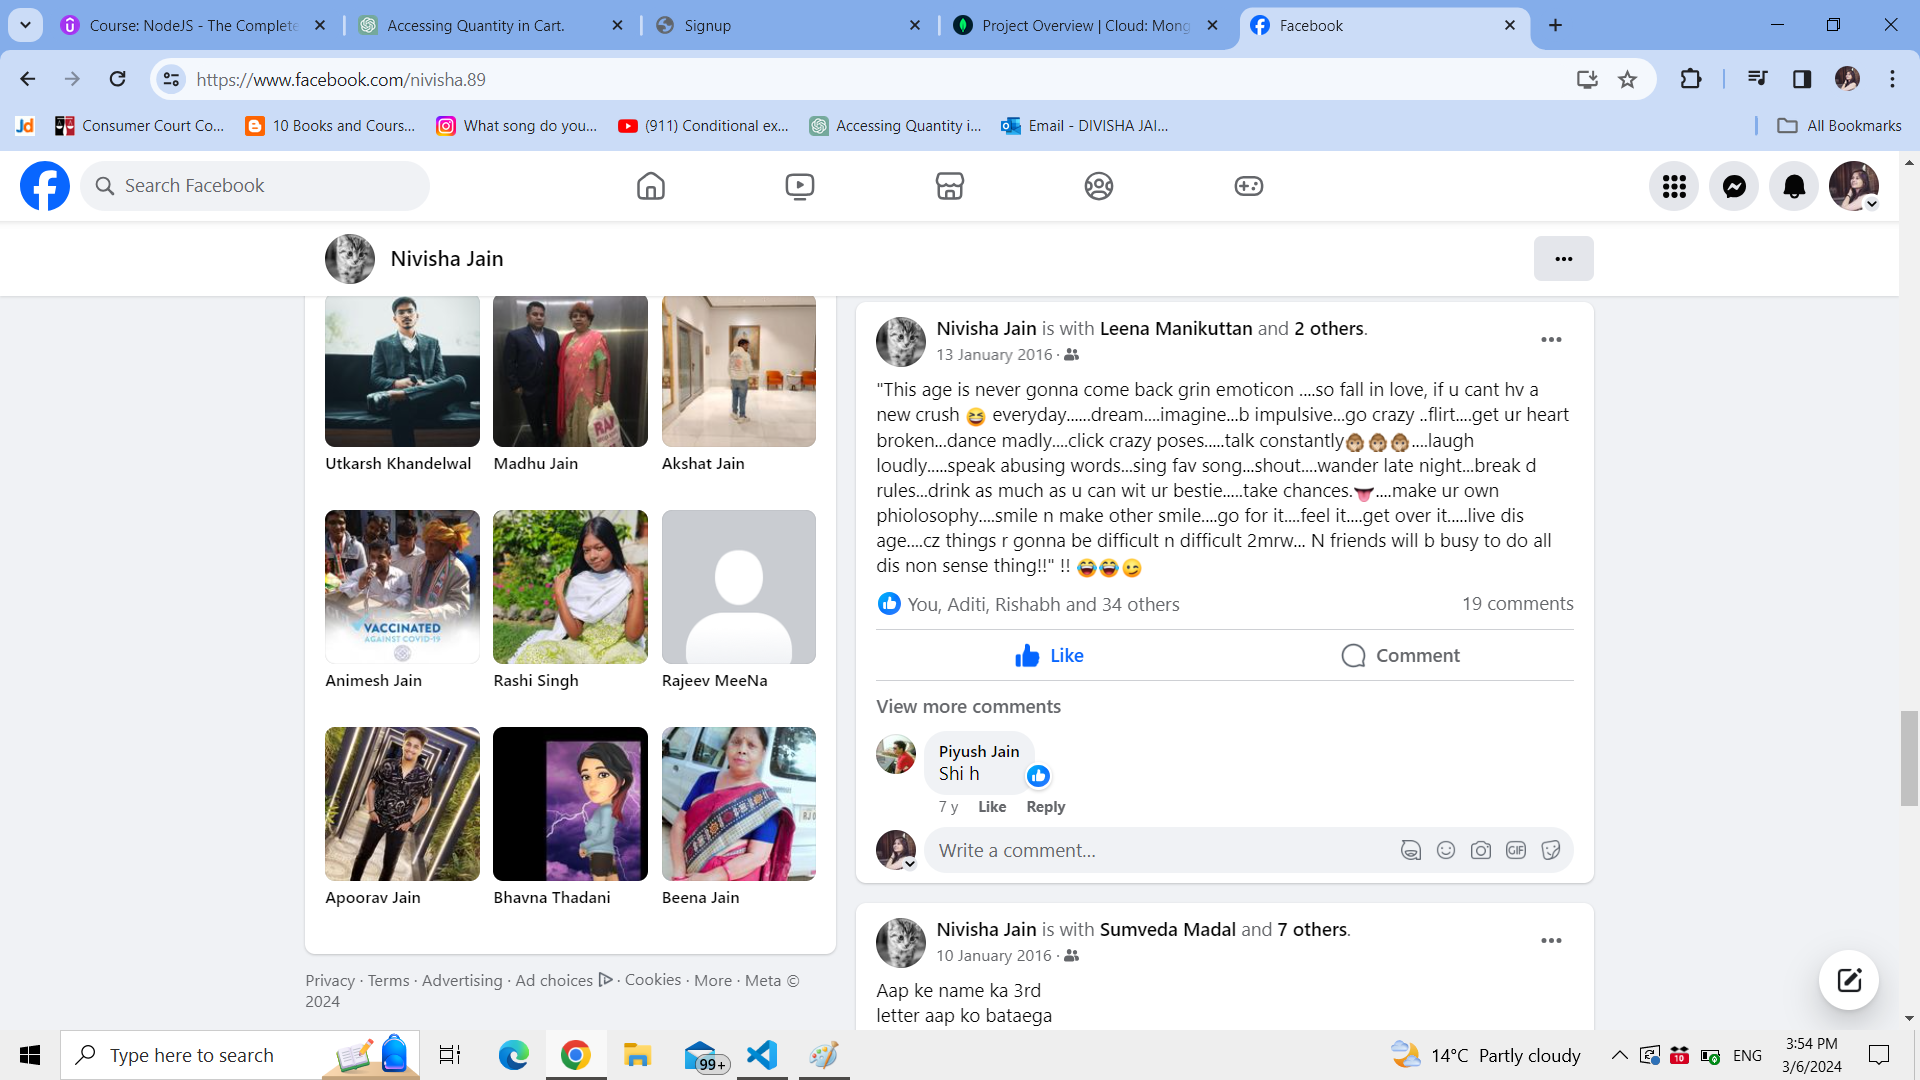 Course: NodeJS - The Complete
Accessing Quantity in Cart.
Signup
Project Overview | Cloud: Mong
Facebook
https://www.facebook.com/nivisha.89
Jd
Consumer Court Co...
10 Books and Cours...
What song do you...
(911) Conditional ex...
Accessing Quantity i...
Email - DIVISHA JAI...
All Bookmarks
Search Facebook
Nivisha Jain
Utkarsh Khandelwal
Madhu Jain
Akshat Jain
VACCINATED
AGAINST COVID-19
Animesh Jain
Rashi Singh
Rajeev MeeNa
Apoorav Jain
Bhavna Thadani
Beena Jain
Privacy · Terms · Advertising · Ad choices · Cookies · More · Meta ©
2024
Nivisha Jain is with Leena Manikuttan and 2 others.
13 January 2016 ·
"This age is never gonna come back grin emoticon ....so fall in love, if u cant hv a
new crush 😆 everyday......dream....imagine...b impulsive...go crazy ..flirt....get ur heart
broken...dance madly....click crazy poses.....talk constantly🐵🐵🐵....laugh
loudly.....speak abusing words...sing fav song...shout....wander late night...break d
rules...drink as much as u can wit ur bestie.....take chances.👅....make ur own
phiolosophy....smile n make other smile....go for it....feel it....get over it.....live dis
age....cz things r gonna be difficult n difficult 2mrw... N friends will b busy to do all
dis non sense thing!!" !! 😂😂😉
You, Aditi, Rishabh and 34 others
19 comments
Like
Comment
View more comments
Piyush Jain
Shi h
7 y Like Reply
Write a comment...
GIF
Nivisha Jain is with Sumveda Madal and 7 others.
10 January 2016 ·
Aap ke name ka 3rd
letter aap ko bataega
Type here to search
99+
14°C Partly cloudy
10
ENG
3:54 PM
3/6/2024